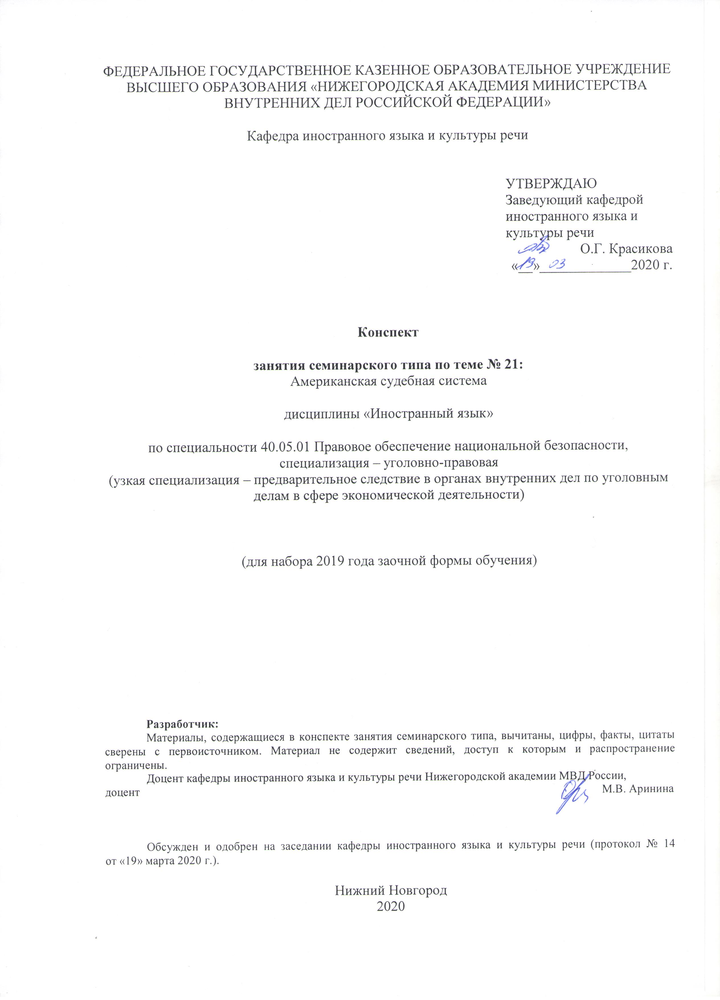 ФЕДЕРАЛЬНОЕ ГОСУДАРСТВЕННОЕ КАЗЕННОЕ ОБРАЗОВАТЕЛЬНОЕ УЧРЕЖДЕНИЕ
ВЫСШЕГО ОБРАЗОВАНИЯ «НИЖЕГОРОДСКАЯ АКАДЕМИЯ МИНИСТЕРСТВА
ВНУТРЕННИХ ДЕЛ РОССИЙСКОЙ ФЕДЕРАЦИИ»
Кафедра иностранного языка и культуры речи
УТВЕРЖДАЮ
Заведующий кафедрой
иностранного языка и
культуры речи
О.Г. Красикова
«19» 03 2020 г.
Конспект
занятия семинарского типа по теме № 21:
Американская судебная система
дисциплины «Иностранный язык»
по специальности 40.05.01 Правовое обеспечение национальной безопасности,
специализация – уголовно-правовая
(узкая специализация – предварительное следствие в органах внутренних дел по уголовным
делам в сфере экономической деятельности)
(для набора 2019 года заочной формы обучения)
Разработчик:
Материалы, содержащиеся в конспекте занятия семинарского типа, вычитаны, цифры, факты, цитаты
сверены с первоисточником. Материал не содержит сведений, доступ к которым и распространение
ограничены.
Доцент кафедры иностранного языка и культуры речи Нижегородской академии МВД России,
доцент М.В. Аринина
Обсужден и одобрен на заседании кафедры иностранного языка и культуры речи (протокол № 14
от «19» марта 2020 г.).
Нижний Новгород
2020